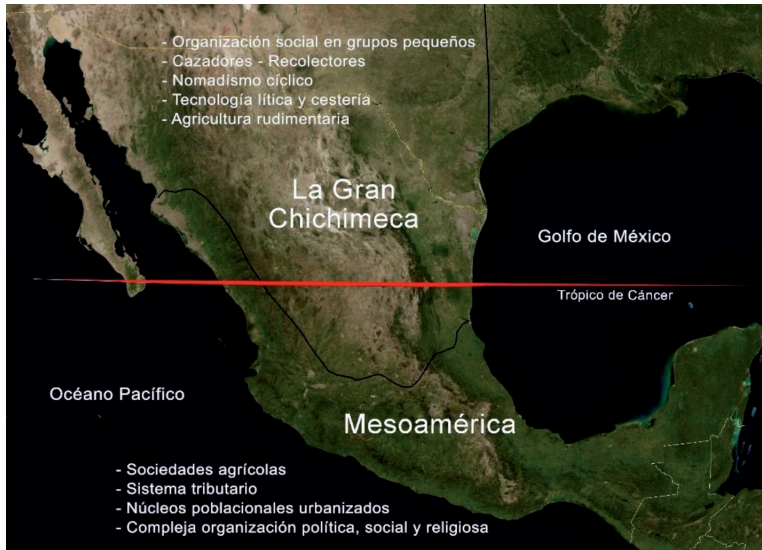 - Organización social en grupos pequeños
- Cazadores - Recolectores
- Nomadísmo cíclico
- Tecnología lítica y cestería
- Agricultura rudimentaria
La Gran
Chichimeca
Golfo de México
Trópico de Cáncer
Océano Pacífico
Mesoamérica
- Sociedades agrícolas
- Sistema tributario
- Núcleos poblacionales urbanizados
- Compleja organización política, social y religiosa